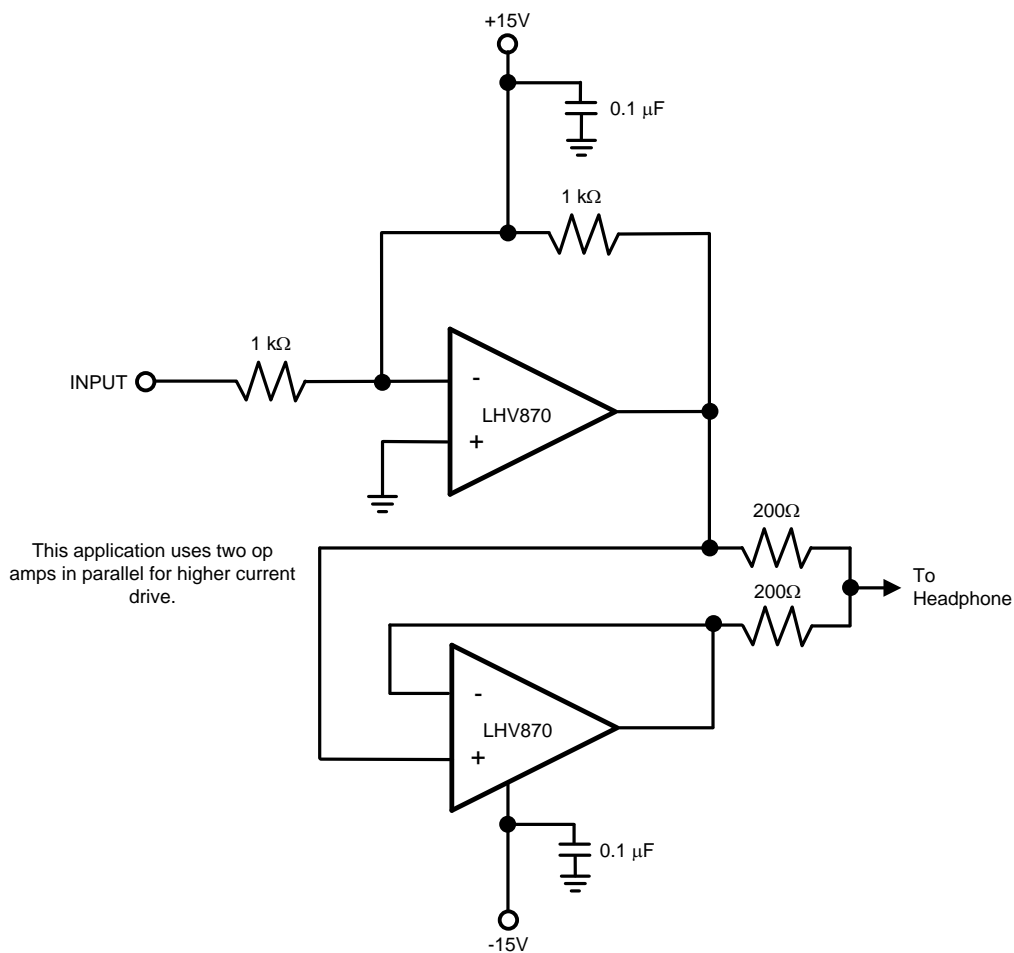 +15V
0.1 μF
1 kΩ
1 kΩ
INPUT
-
LHV870
+
200Ω
This application uses two op
amps in parallel for higher current
drive.
To
Headphone
200Ω
-
LHV870
+
0.1 μF
-15V